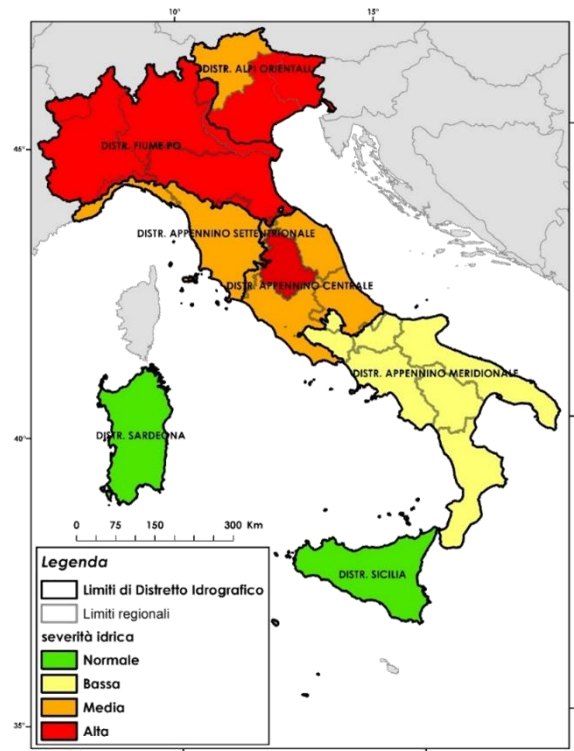 10°
15°
DISTR. ALPI ORIENTALI
DISTR. FIUME PO
45°
DISTR. APPENNINO SETTENTRIONALE
DISTR. APPENNINO CENTRALE
DISTR. APPENNINO MERIDIONALE
40°
DISTR. SARDEGNA
0 75 150 300 Km
DISTR. SICILIA
Legenda
Limiti di Distretto Idrografico
Limiti regionali
severità idrica
Normale
Bassa
Media
Alta
35°